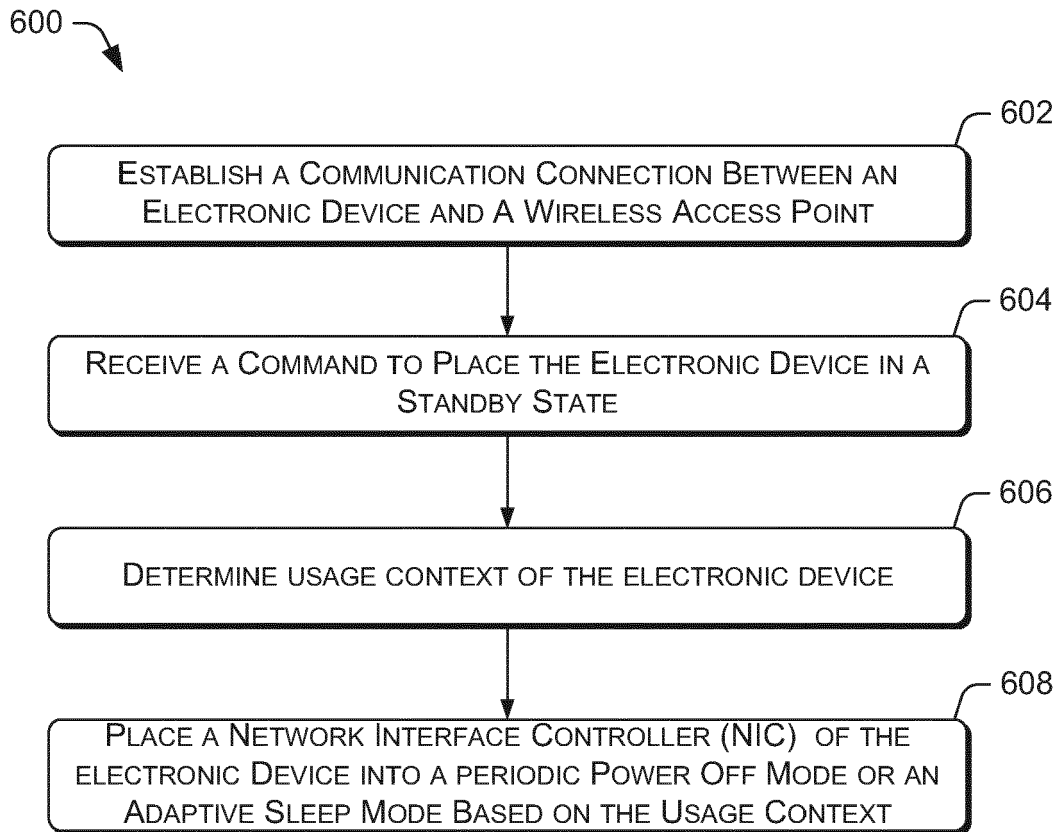 600
602
ESTABLISH A COMMUNICATION CONNECTION BETWEEN AN
ELECTRONIC DEVICE AND A WIRELESS ACCESS POINT
604
RECEIVE A COMMAND TO PLACE THE ELECTRONIC DEVICE IN A
STANDBY STATE
606
DETERMINE USAGE CONTEXT OF THE ELECTRONIC DEVICE
608
PLACE A NETWORK INTERFACE CONTROLLER (NIC) OF THE
ELECTRONIC DEVICE INTO A PERIODIC POWER OFF MODE OR AN
ADAPTIVE SLEEP MODE BASED ON THE USAGE CONTEXT